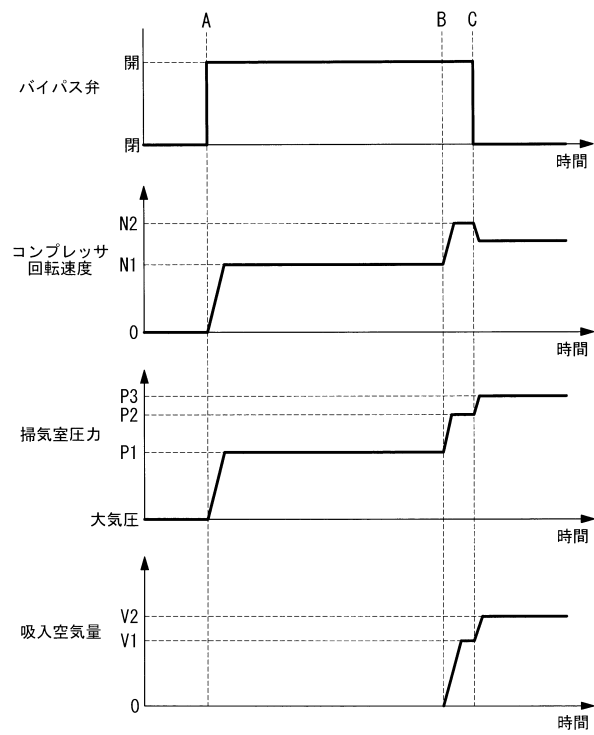 A B C
開
バイパス弁
閉
時間
N2
コンプレッサ
回転速度
N1
0
時間
P3
P2
掃気室圧力
P1
大気圧
時間
V2
吸入空気量
V1
0
時間